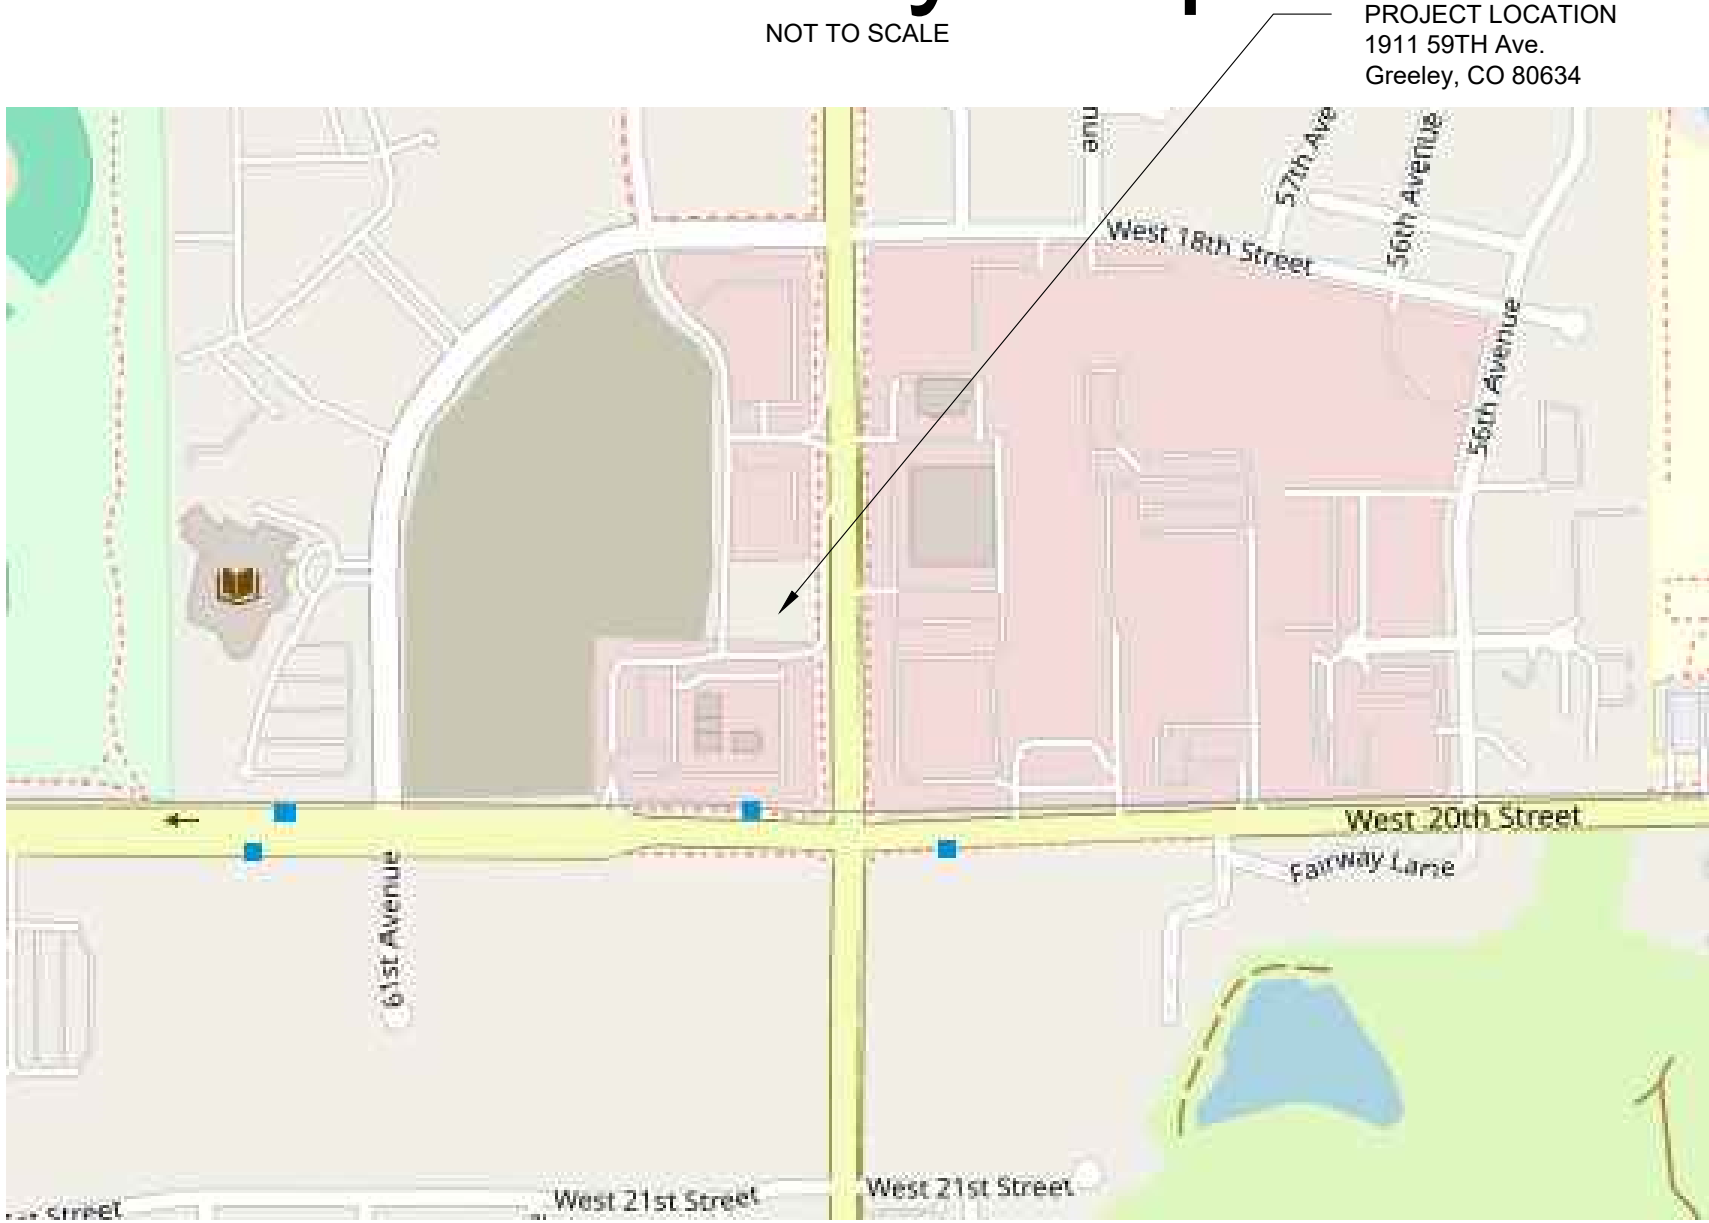 NOT TO SCALE
PROJECT LOCATION
1911 59TH Ave.
Greeley, CO 80634
57th Ave
56th Avenue
West 18th Street
56th Avenue
West 20th Street
Fairway Lane
61st Avenue
West 21st Street
West 21st Street
Street